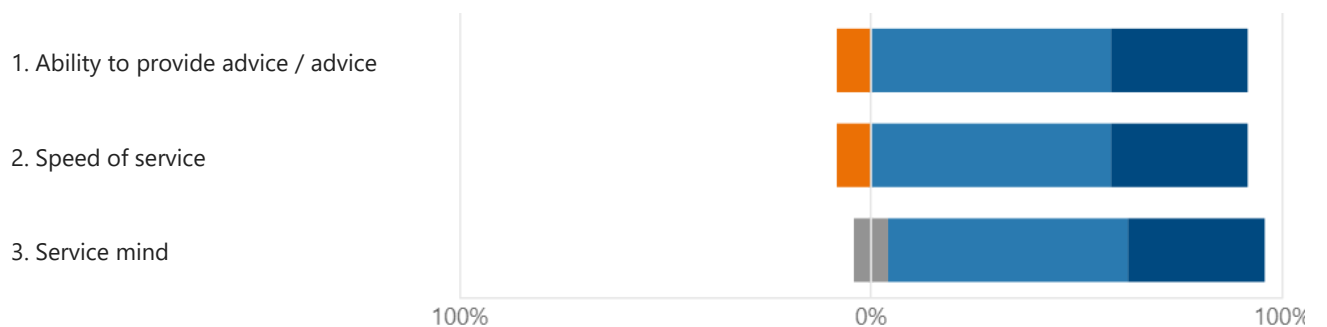 1. Ability to provide advice / advice
2. Speed of service
3. Service mind
100% 0% 100%